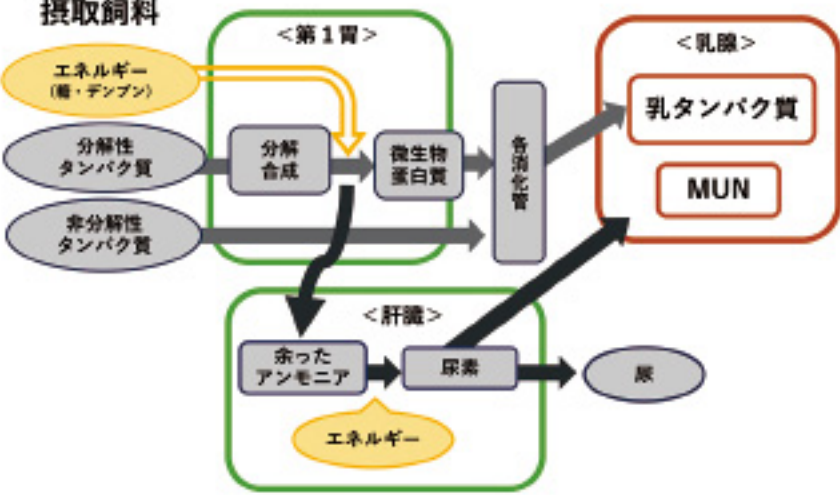 摂取飼料
<第1胃>
<乳腺>
エネルギー
(糖・デンプン)
乳タンパク質
分解性
タンパク質
分解
合成
微生物
蛋白質
各消化管
MUN
非分解性
タンパク質
<肝臓>
余った
アンモニア
尿素
尿
エネルギー